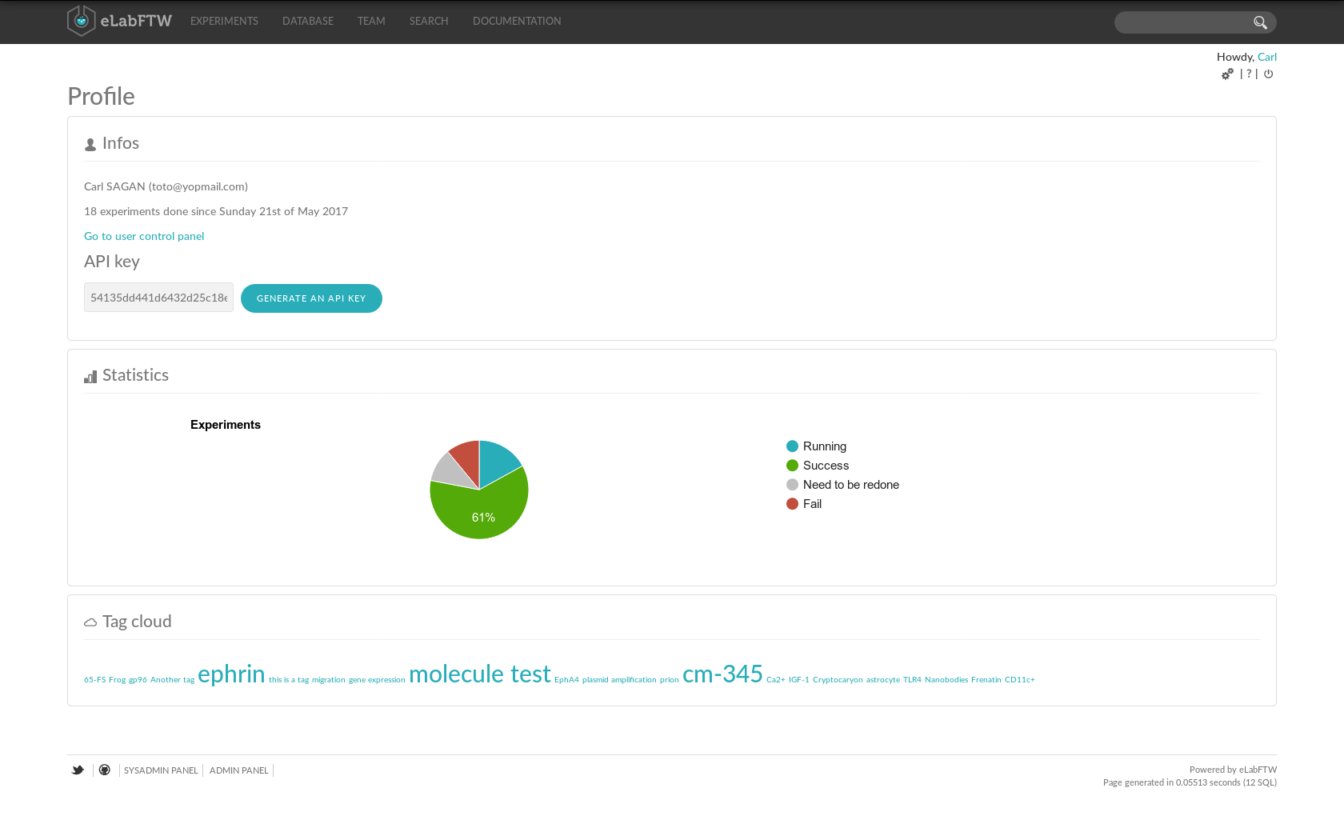 eLabFTW EXPERIMENTS DATABASE TEAM SEARCH DOCUMENTATION
Howdy, Carl
| ? |
Profile
Infos
Carl SAGAN (toto@yopmail.com)
18 experiments done since Sunday 21st of May 2017
Go to user control panel
API key
54135dd441d6432d25c18e GENERATE AN API KEY
Statistics
Experiments
Running
Success
Need to be redone
Fail
61%
Tag cloud
65-FS Frog gp96 Another tag ephrin this is a tag migration gene expression molecule test EphA4 plasmid amplification prion cm-345 Ca2+ IGF-1 Cryptocaryon astrocyte TLR4 Nanobodies Frenatin CD11c+
SYSADMIN PANEL ADMIN PANEL
Powered by eLabFTW
Page generated in 0.05513 seconds (12 SQL)